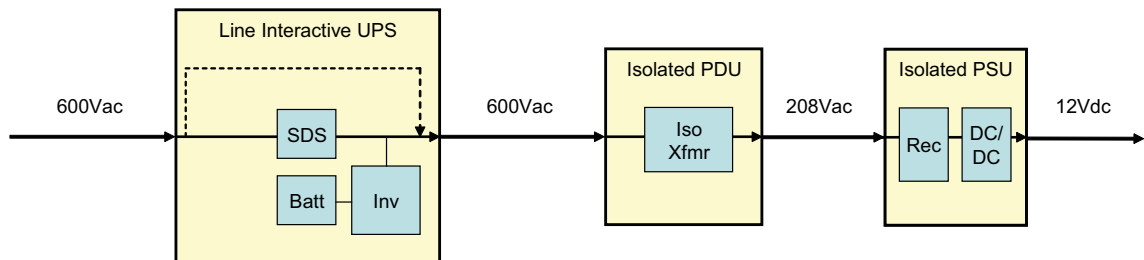 Line Interactive UPS
Isolated PDU
Isolated PSU
600Vac
600Vac
208Vac
12Vdc
SDS
Iso
Xfmr
Rec
DC/
DC
Batt
Inv